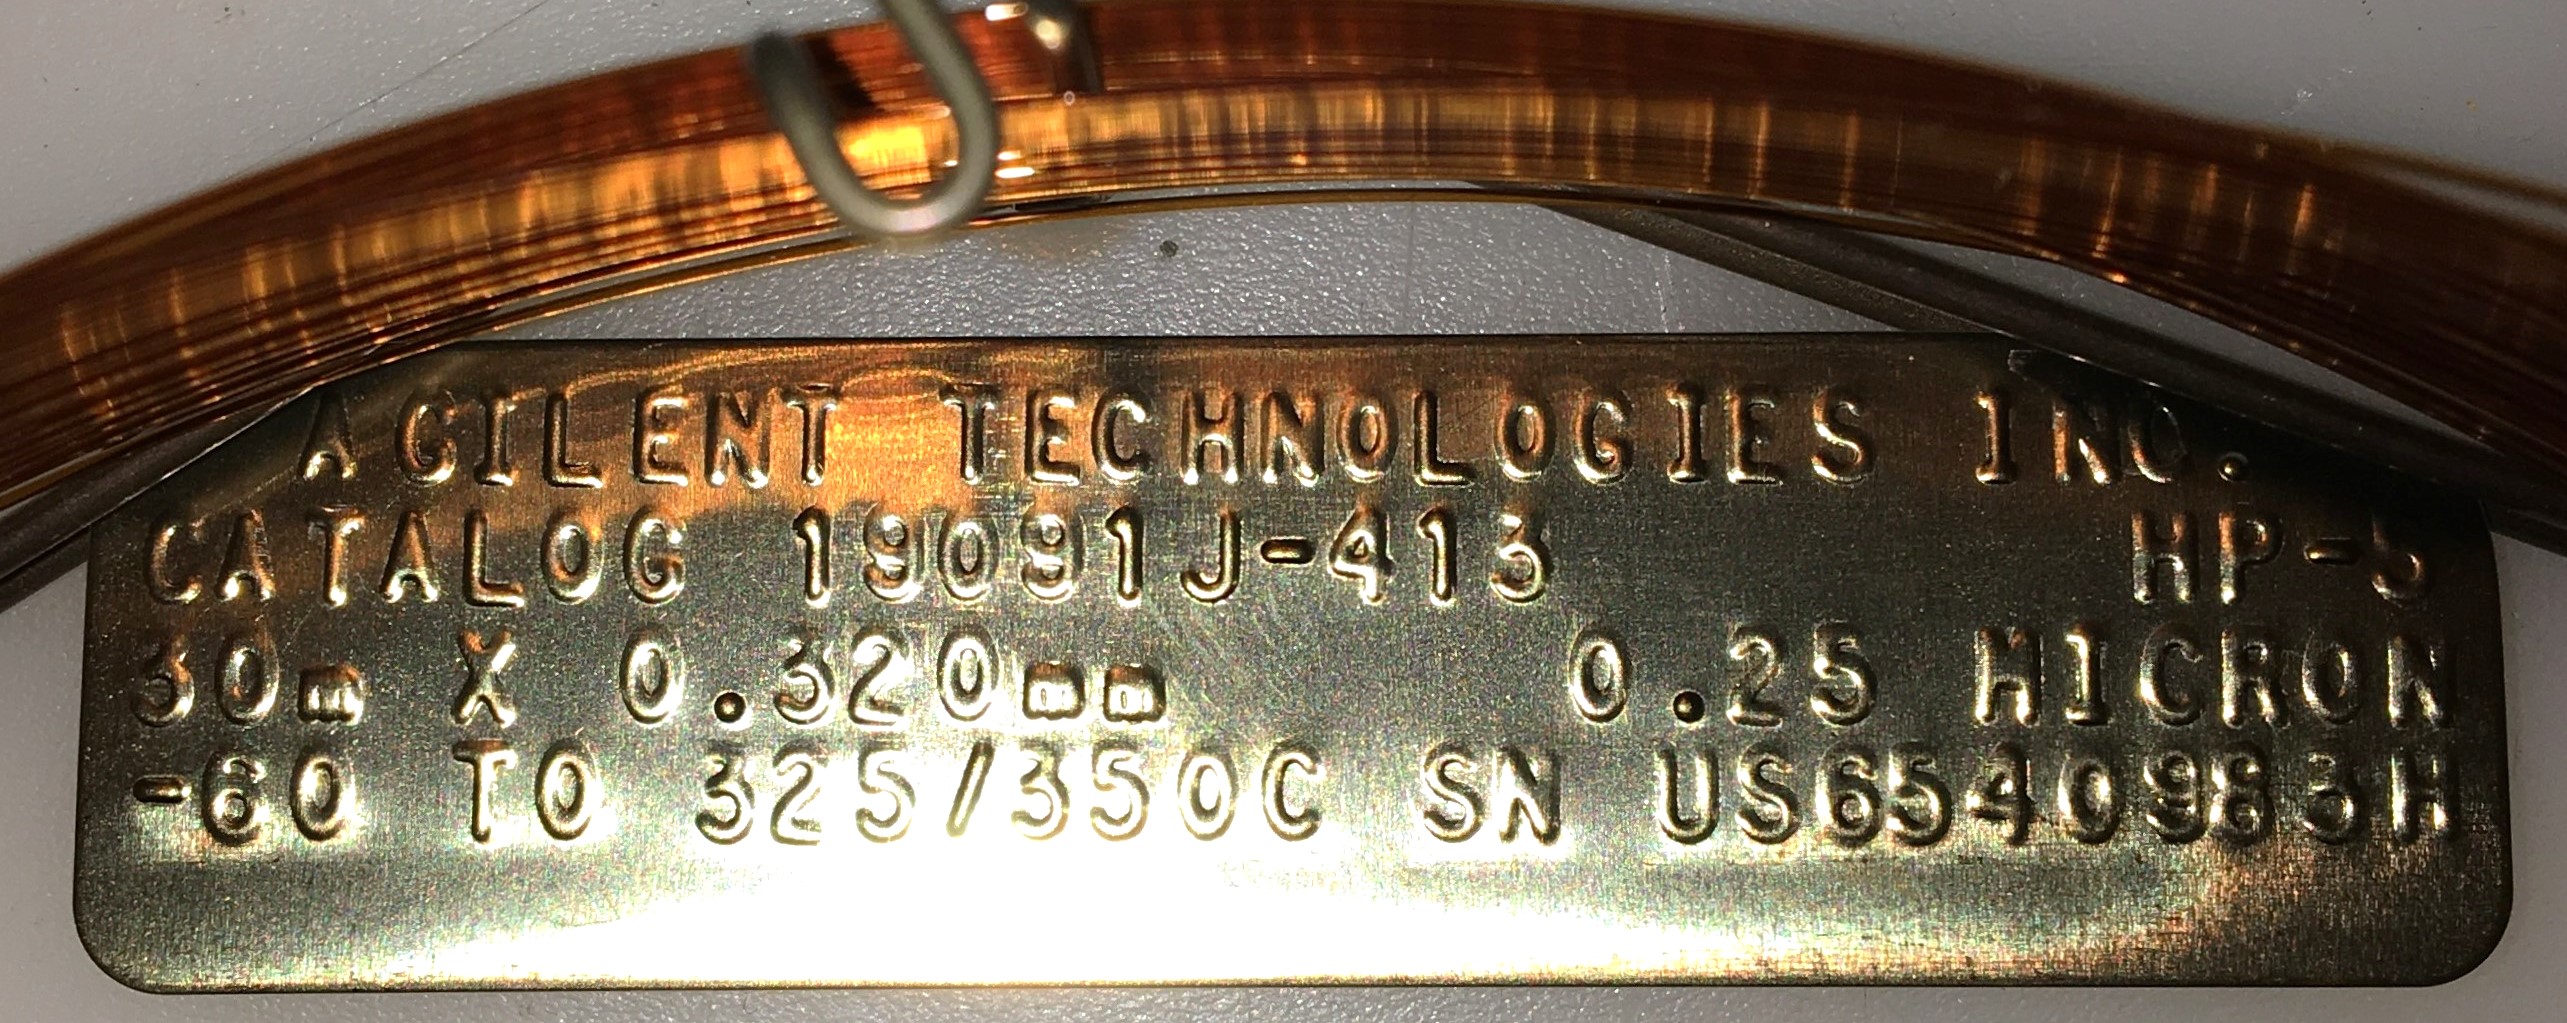 AGILENT TECHNOLOGIES INC.
CATALOG 19091J-413 HP-5
30m X 0.320mm 0.25 MICRON
-60 TO 325/350C SN US6540983H